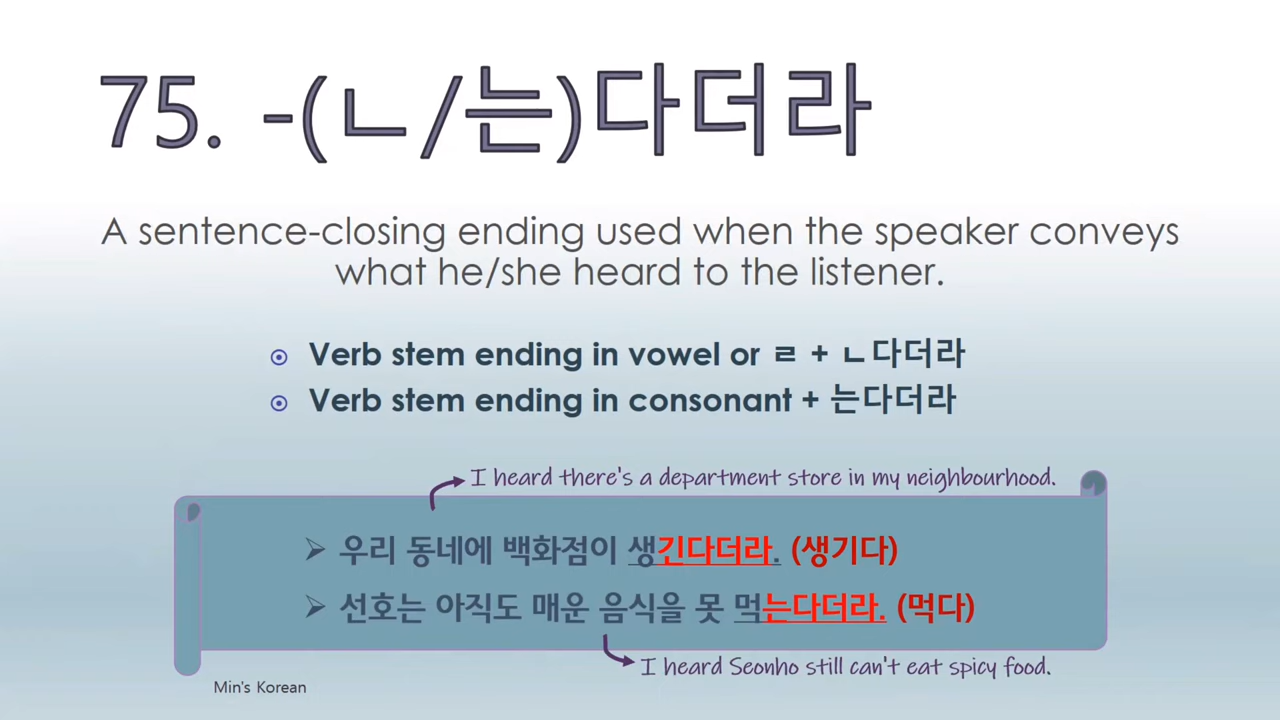 75. -(ㄴ/는)다더라
A sentence-closing ending used when the speaker conveys
what he/she heard to the listener.
Verb stem ending in vowel or ㄹ + ㄴ다더라
Verb stem ending in consonant + 는다더라
I heard there's a department store in my neighbourhood.
우리 동네에 백화점이 생긴다더라. (생기다)
선호는 아직도 매운 음식을 못 먹는다더라. (먹다)
I heard Seonho still can't eat spicy food.
Min's Korean